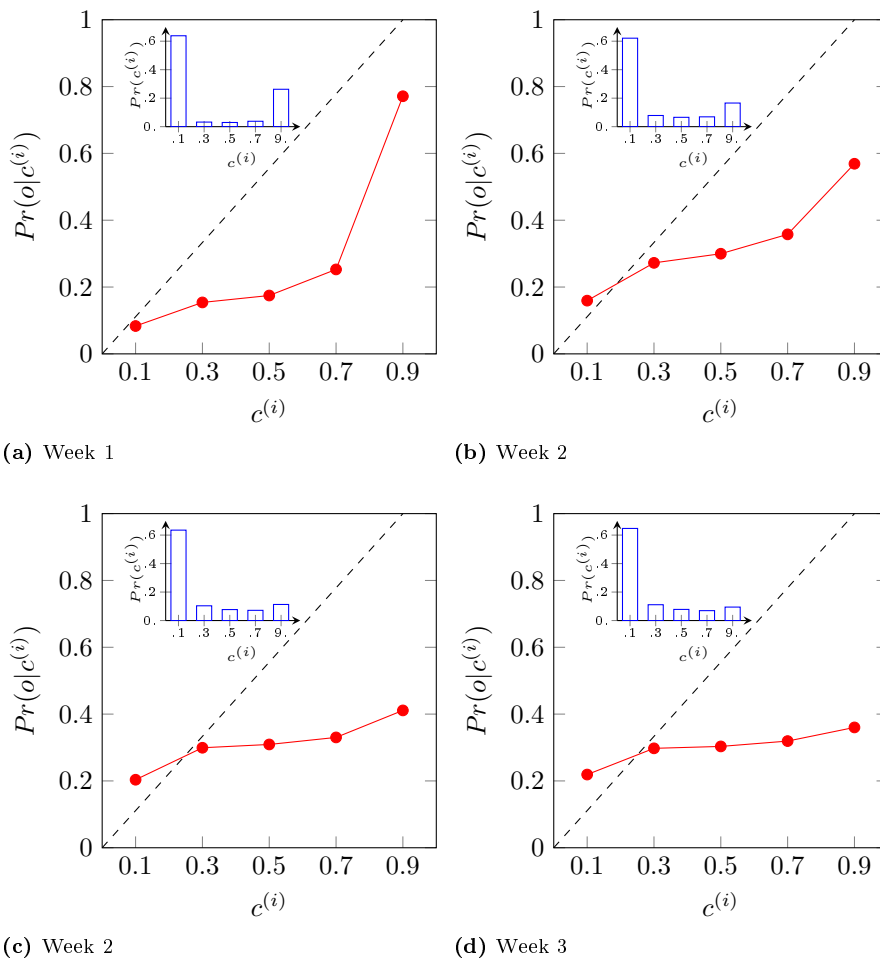 1
0.8
0.6
0.4
0.2
0
0.1 0.3 0.5 0.7 0.9
Pr(o|c^(i))
c^(i)
.6
.4
.2
0.
.1 .3 .5 .7 9.
Pr(c^(i))
c^(i)
(a) Week 1
1
0.8
0.6
0.4
0.2
0
0.1 0.3 0.5 0.7 0.9
Pr(o|c^(i))
c^(i)
.6
.4
.2
0.
.1 .3 .5 .7 9.
Pr(c^(i))
c^(i)
(b) Week 2
1
0.8
0.6
0.4
0.2
0
0.1 0.3 0.5 0.7 0.9
Pr(o|c^(i))
c^(i)
.6
.4
.2
0.
.1 .3 .5 .7 9.
Pr(c^(i))
c^(i)
(c) Week 2
1
0.8
0.6
0.4
0.2
0
0.1 0.3 0.5 0.7 0.9
Pr(o|c^(i))
c^(i)
.6
.4
.2
0.
.1 .3 .5 .7 9.
Pr(c^(i))
c^(i)
(d) Week 3